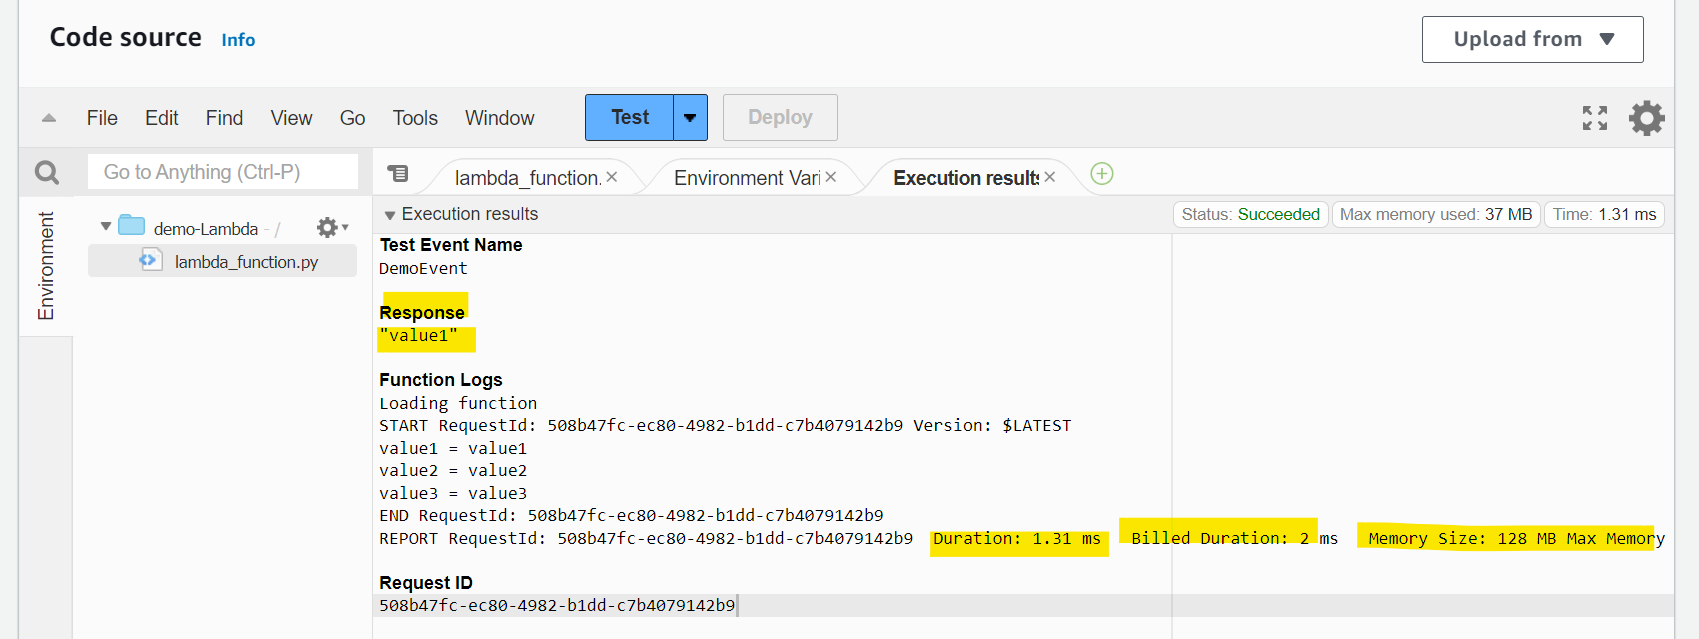 Code source Info
Upload from
File Edit Find View Go Tools Window Test Deploy
Go to Anything (Ctrl-P)
lambda_function. Environment Vari Execution results
Environment
demo-Lambda - /
lambda_function.py
Execution results
Status: Succeeded Max memory used: 37 MB Time: 1.31 ms
Test Event Name
DemoEvent
Response
"value1"
Function Logs
Loading function
START RequestId: 508b47fc-ec80-4982-b1dd-c7b4079142b9 Version: $LATEST
value1 = value1
value2 = value2
value3 = value3
END RequestId: 508b47fc-ec80-4982-b1dd-c7b4079142b9
REPORT RequestId: 508b47fc-ec80-4982-b1dd-c7b4079142b9 Duration: 1.31 ms Billed Duration: 2 ms Memory Size: 128 MB Max Memory
Request ID
508b47fc-ec80-4982-b1dd-c7b4079142b9